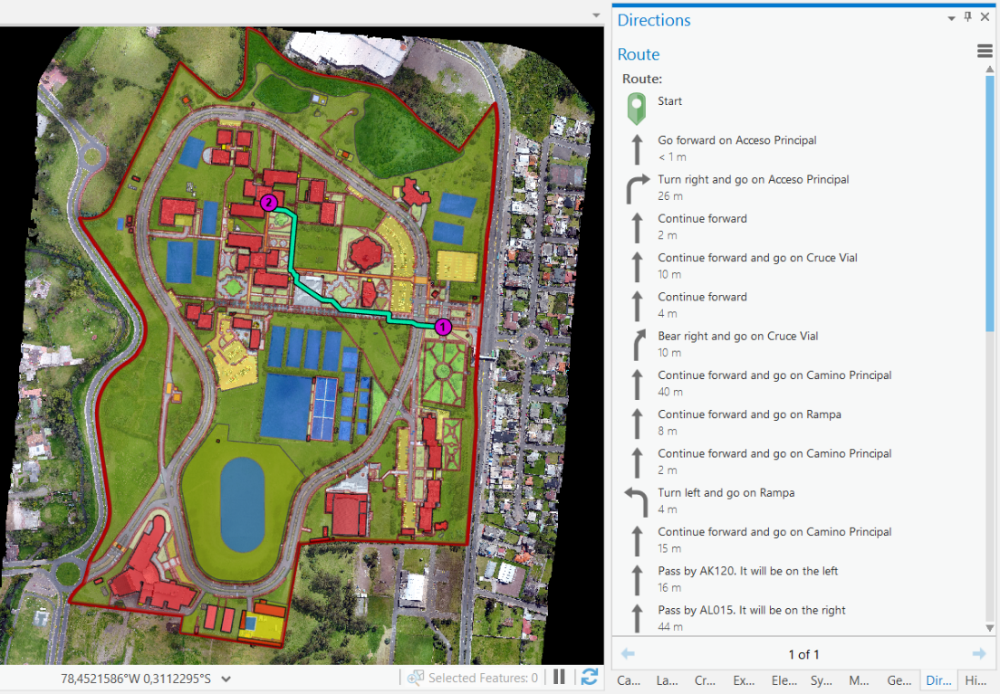 Directions
Route
Route:
Start
Go forward on Acceso Principal
< 1 m
Turn right and go on Acceso Principal
26 m
Continue forward
2 m
Continue forward and go on Cruce Vial
10 m
Continue forward
4 m
Bear right and go on Cruce Vial
10 m
Continue forward and go on Camino Principal
40 m
Continue forward and go on Rampa
8 m
Continue forward and go on Camino Principal
2 m
Turn left and go on Rampa
4 m
Continue forward and go on Camino Principal
15 m
Pass by AK120. It will be on the left
16 m
Pass by AL015. It will be on the right
44 m
1 of 1
Ca... La... Cr... Ex... Ele... Sy... M... Ge... Dir... Hi...
2
1
78,4521586°W 0,3112295°S
Selected Features: 0